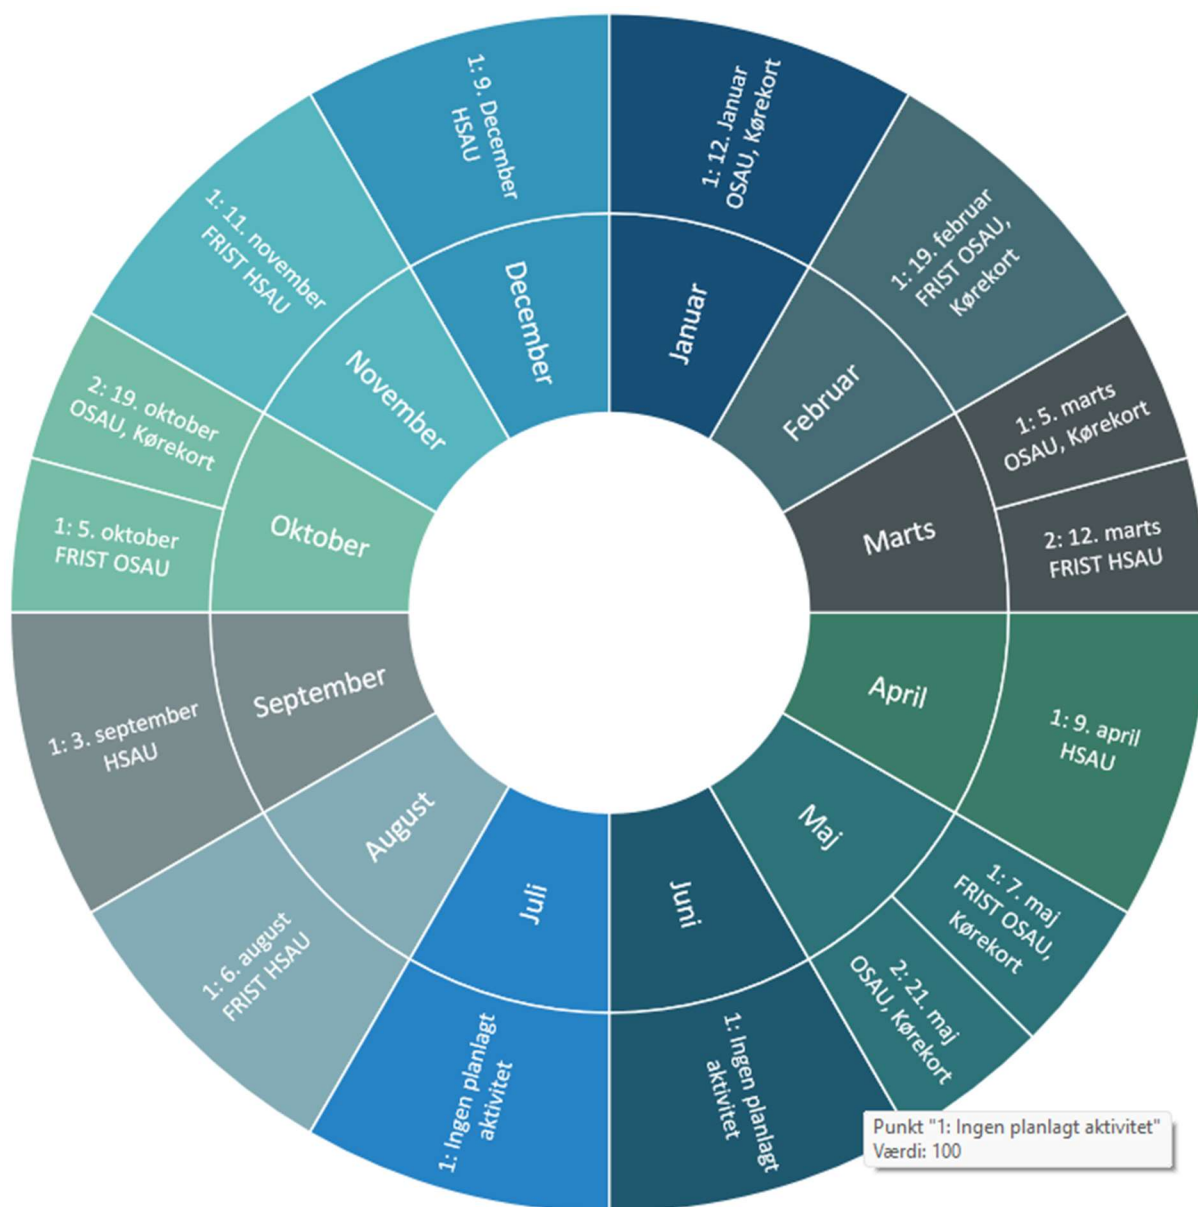 Januar
1: 12. Januar
OSAU, Kørekort
Februar
1: 19. februar
FRIST OSAU,
Kørekort
Marts
1: 5. marts
OSAU, Kørekort
2: 12. marts
FRIST HSAU
April
1: 9. april
HSAU
Maj
1: 7. maj
FRIST OSAU,
Kørekort
2: 21. maj
OSAU, Kørekort
Juni
1: Ingen planlagt
aktivitet
Juli
1: Ingen planlagt
aktivitet
August
1: 6. august
FRIST HSAU
September
1: 3. september
HSAU
Oktober
1: 5. oktober
FRIST OSAU
2: 19. oktober
OSAU, Kørekort
November
1: 11. november
FRIST HSAU
December
1: 9. December
HSAU
Punkt "1: Ingen planlagt aktivitet"
Værdi: 100